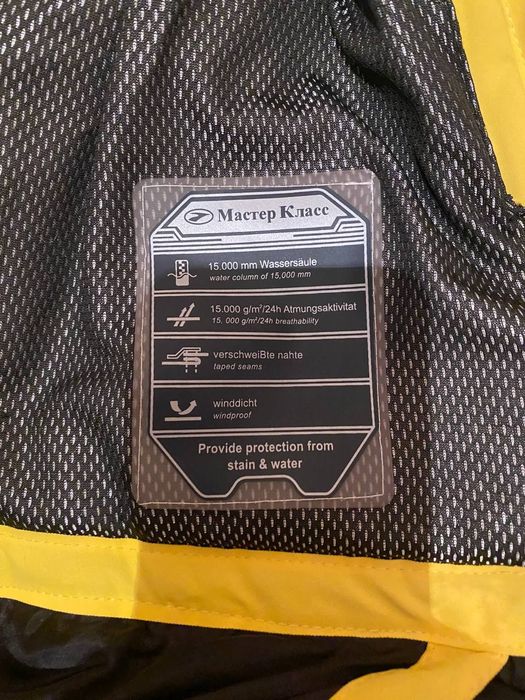 Мастер Класс
15.000 mm Wassersäule
water column of 15,000 mm
15.000 g/m²/24h Atmungsaktivitat
15. 000 g/m²/24h breathability
verschweißte nahte
taped seams
winddicht
windproof
Provide protection from
stain & water